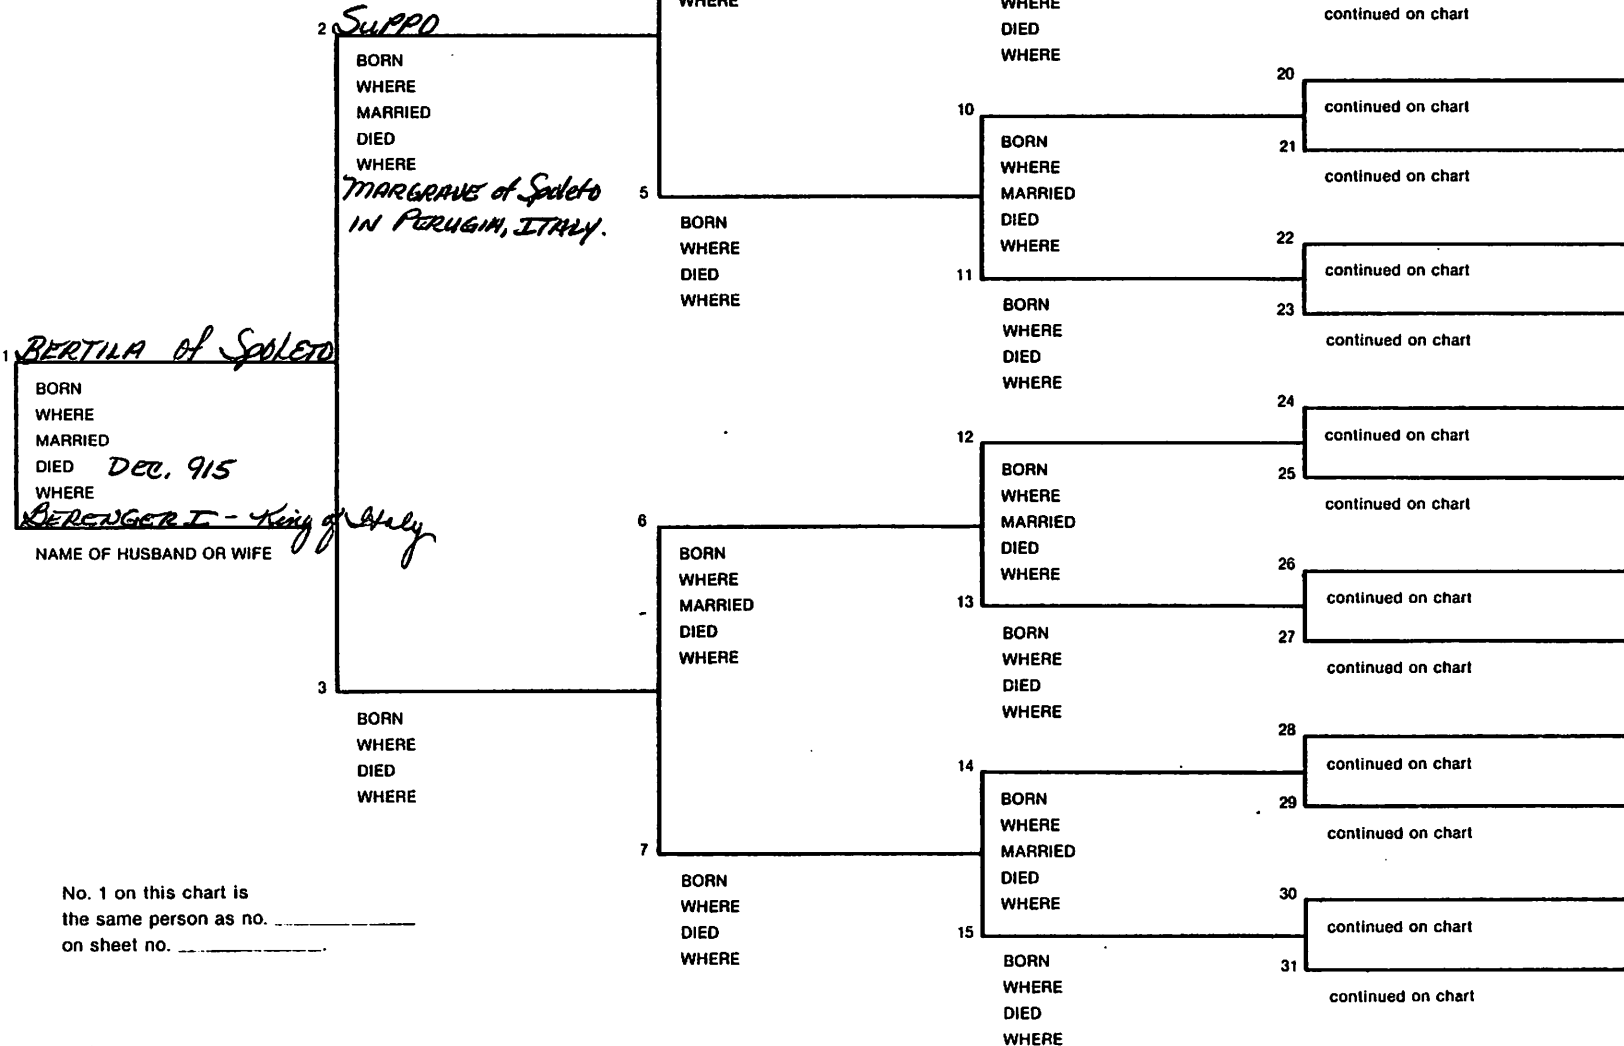 WHERE
2 SUPPO
BORN
WHERE
MARRIED
DIED
WHERE
MARGRAVE of Spoleto
IN PERUGIA, ITALY.
1 BERTILA of SPOLETO
BORN
WHERE
MARRIED
DIED DEC. 915
WHERE
BERENGER I - King of Italy
NAME OF HUSBAND OR WIFE
3
BORN
WHERE
DIED
WHERE
No. 1 on this chart is
the same person as no.
on sheet no.
5
BORN
WHERE
DIED
WHERE
6
BORN
WHERE
MARRIED
DIED
WHERE
7
BORN
WHERE
DIED
WHERE
WHERE
DIED
WHERE
10
BORN
WHERE
MARRIED
DIED
WHERE
11
BORN
WHERE
DIED
WHERE
12
BORN
WHERE
MARRIED
DIED
WHERE
13
BORN
WHERE
DIED
WHERE
14
BORN
WHERE
MARRIED
DIED
WHERE
15
BORN
WHERE
DIED
WHERE
continued on chart
20
continued on chart
21
continued on chart
22
continued on chart
23
continued on chart
24
continued on chart
25
continued on chart
26
continued on chart
27
continued on chart
28
continued on chart
29
continued on chart
30
continued on chart
31
continued on chart